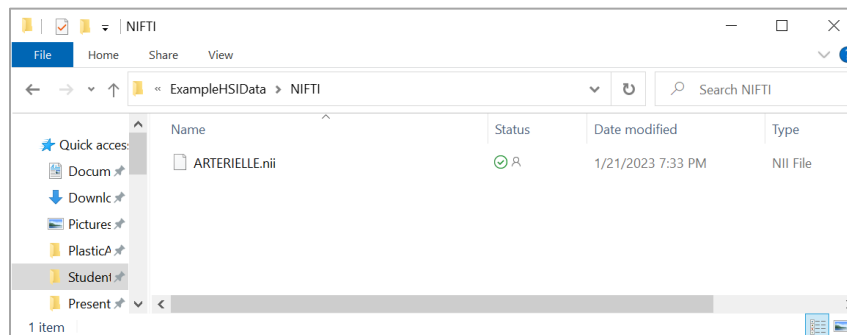 NIFTI
File Home Share View
« ExampleHSIData > NIFTI
Search NIFTI
Name Status Date modified Type
Quick access
ARTERIELLE.nii 1/21/2023 7:33 PM NII File
Docum
Downlc
Pictures
PlasticA
Student
Present
1 item